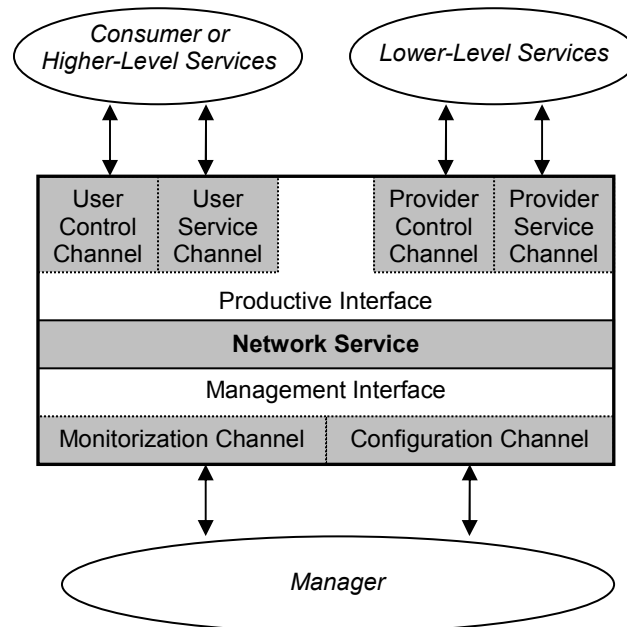 Consumer or
Higher-Level Services
Lower-Level Services
User
Control
Channel
User
Service
Channel
Provider
Control
Channel
Provider
Service
Channel
Productive Interface
Network Service
Management Interface
Monitorization Channel
Configuration Channel
Manager